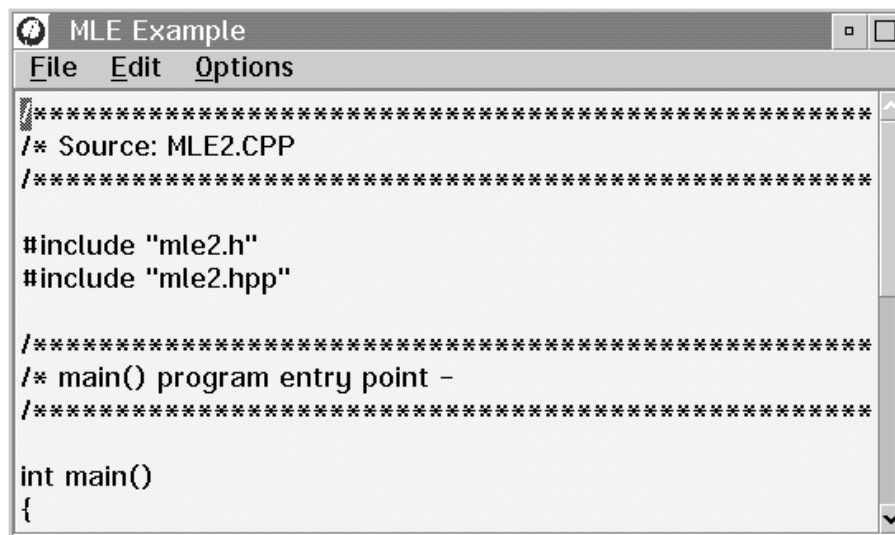 MLE Example
File Edit Options
/***************************************************
/* Source: MLE2.CPP
/***************************************************

#include "mle2.h"
#include "mle2.hpp"

/***************************************************
/* main() program entry point –
/***************************************************

int main()
{